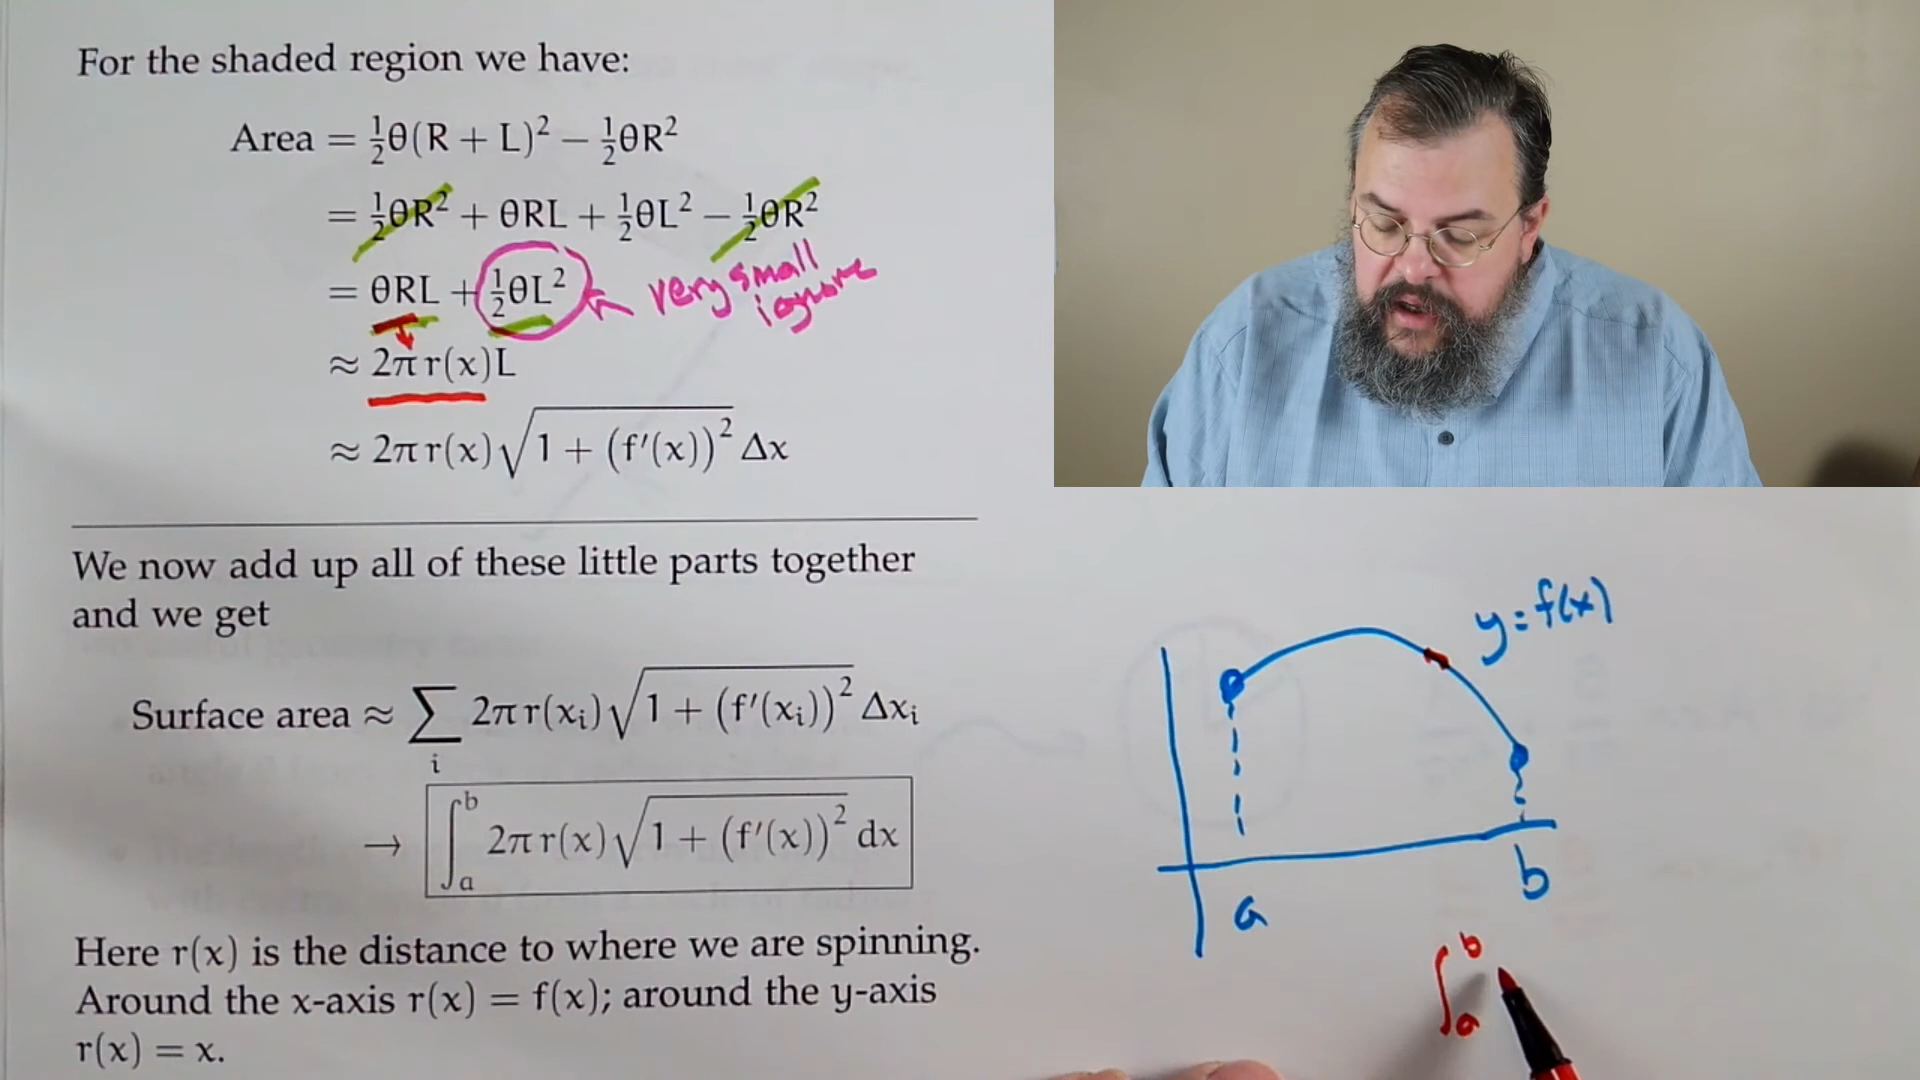 For the shaded region we have:
Area = ½θ(R + L)² − ½θR²
= ½θR² + θRL + ½θL² − ½θR²
= θRL + ½θL²
very small
ignore
≈ 2πr(x)L
≈ 2πr(x)√(1 + (f′(x))²) Δx
We now add up all of these little parts together
and we get
Surface area ≈ ∑ᵢ 2πr(xᵢ)√(1 + (f′(xᵢ))²) Δxᵢ
→ ∫ₐᵇ 2πr(x)√(1 + (f′(x))²) dx
Here r(x) is the distance to where we are spinning.
Around the x-axis r(x) = f(x); around the y-axis
r(x) = x.
y = f(x)
a
b
∫ₐᵇ